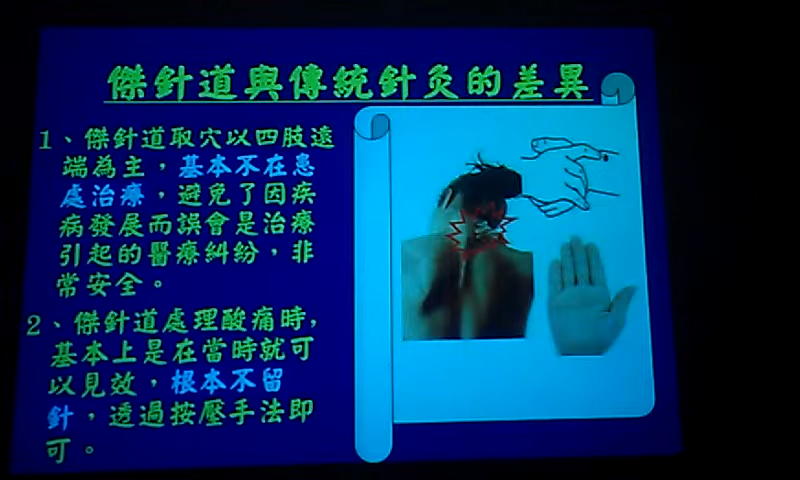 傑針道與傳統針灸的差異
1、傑針道取穴以四肢遠
端為主，基本不在患
處治療，避免了因疾
病發展而誤會是治療
引起的醫療糾紛，非
常安全。
2、傑針道處理酸痛時,
基本上是在當時就可
以見效，根本不留
針，透過按壓手法即
可。